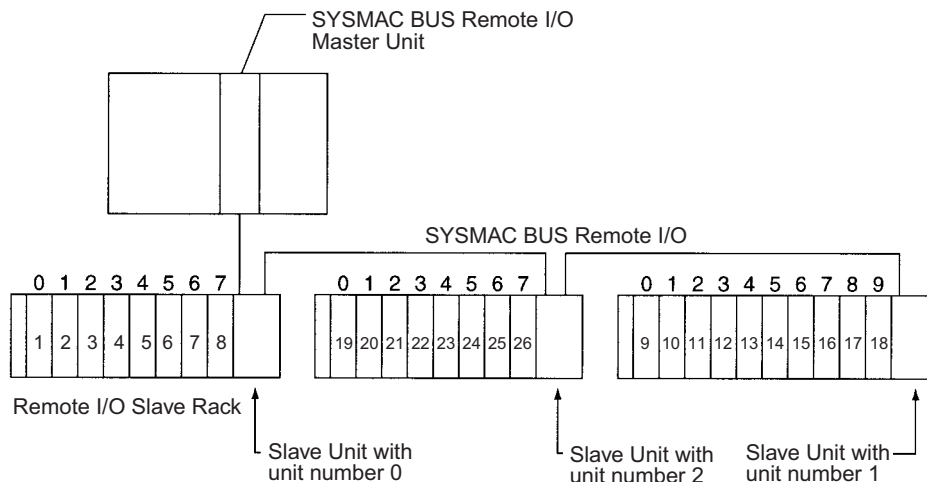 SYSMAC BUS Remote I/O
Master Unit
SYSMAC BUS Remote I/O
0 1 2 3 4 5 6 7
0 1 2 3 4 5 6 7
0 1 2 3 4 5 6 7 8 9
1 2 3 4 5 6 7 8
19 20 21 22 23 24 25 26
9 10 11 12 13 14 15 16 17 18
Remote I/O Slave Rack
Slave Unit with
unit number 0
Slave Unit with
unit number 2
Slave Unit with
unit number 1